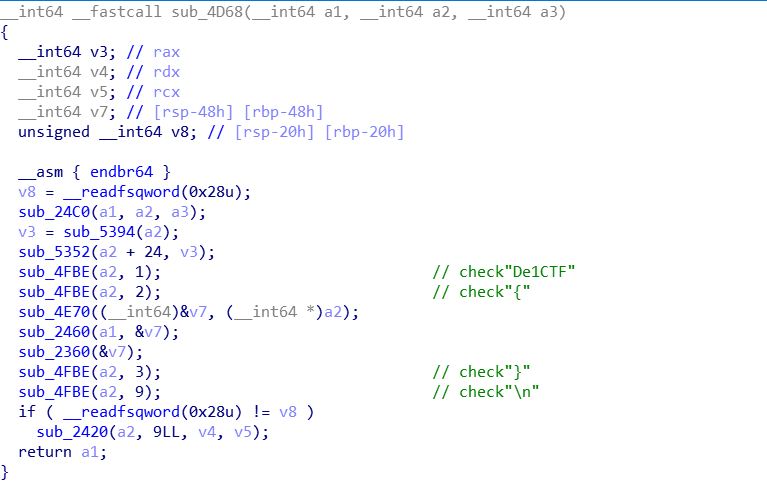 __int64 __fastcall sub_4D68(__int64 a1, __int64 a2, __int64 a3)
{
  __int64 v3; // rax
  __int64 v4; // rdx
  __int64 v5; // rcx
  __int64 v7; // [rsp-48h] [rbp-48h]
  unsigned __int64 v8; // [rsp-20h] [rbp-20h]

  __asm { endbr64 }
  v8 = __readfsqword(0x28u);
  sub_24C0(a1, a2, a3);
  v3 = sub_5394(a2);
  sub_5352(a2 + 24, v3);
  sub_4FBE(a2, 1); // check"De1CTF"
  sub_4FBE(a2, 2); // check"{"
  sub_4E70((__int64)&v7, (__int64 *)a2);
  sub_2460(a1, &v7);
  sub_2360(&v7);
  sub_4FBE(a2, 3); // check"}"
  sub_4FBE(a2, 9); // check"\n"
  if ( __readfsqword(0x28u) != v8 )
    sub_2420(a2, 9LL, v4, v5);
  return a1;
}